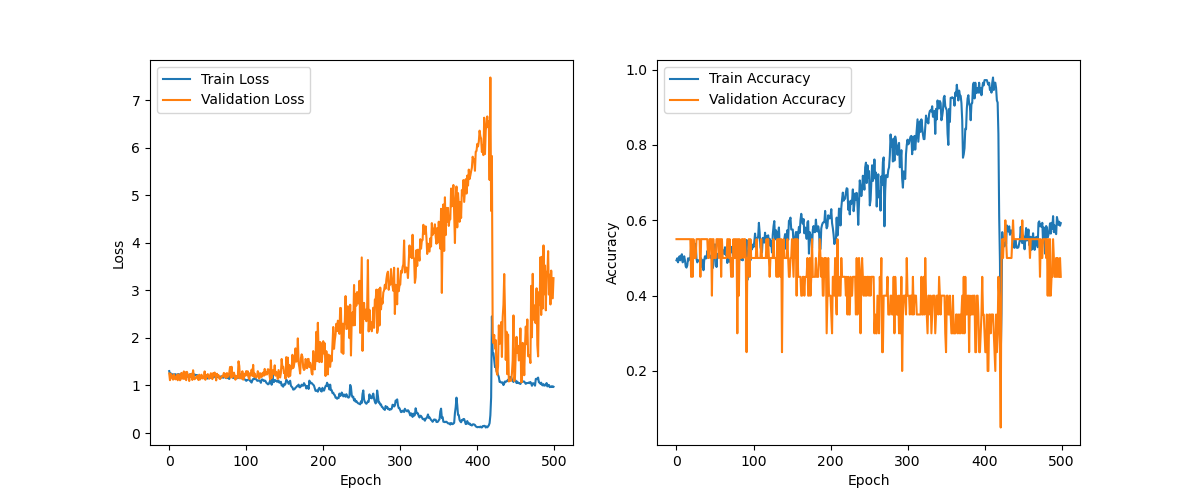 Train Loss
Validation Loss
7
6
5
4
3
2
1
0
Loss
0 100 200 300 400 500
Epoch
Train Accuracy
Validation Accuracy
1.0
0.8
0.6
0.4
0.2
Accuracy
0 100 200 300 400 500
Epoch